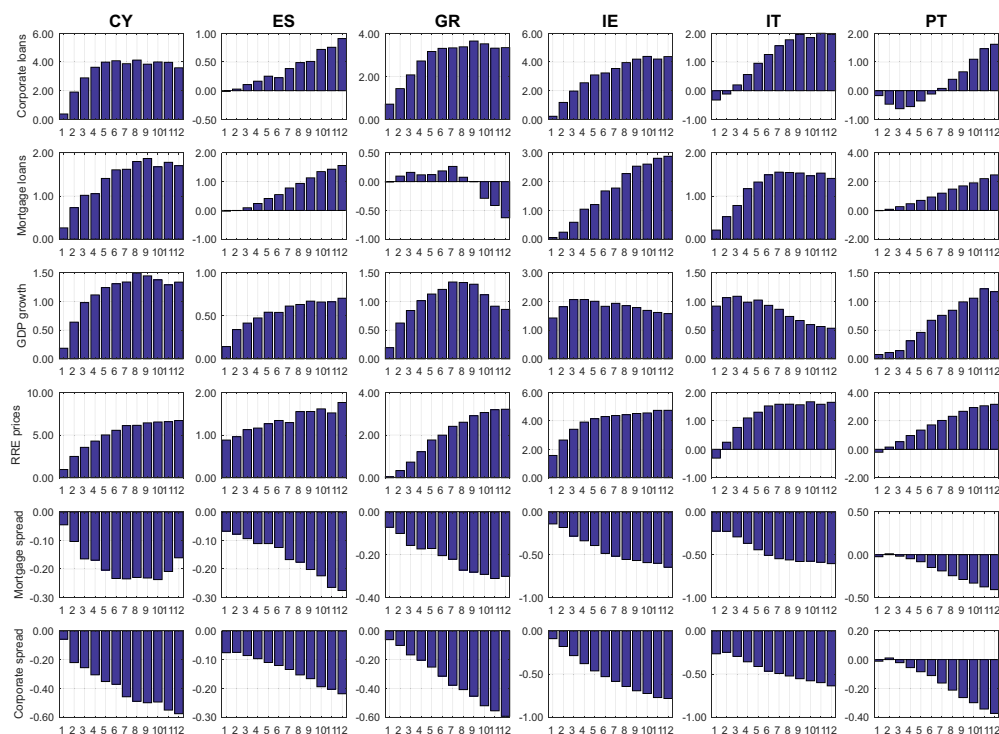 CY ES GR IE IT PT
Corporate loans
6.00 1.00 4.00 6.00 2.00 2.00
4.00 0.50 4.00 1.00 1.00
2.00
2.00 0.00 2.00 0.00 0.00
0.00 -0.50 0.00 0.00 -1.00 -1.00
1 2 3 4 5 6 7 8 9 101112 1 2 3 4 5 6 7 8 9 101112 1 2 3 4 5 6 7 8 9 101112 1 2 3 4 5 6 7 8 9 101112 1 2 3 4 5 6 7 8 9 101112 1 2 3 4 5 6 7 8 9 101112
Mortgage loans
2.00 2.00 0.50 3.00 2.00 4.00
1.50
1.00 0.00 2.00 2.00
1.00 1.00
0.00 -0.50 1.00 0.00
0.50
0.00 -1.00 -1.00 0.00 0.00 -2.00
1 2 3 4 5 6 7 8 9 101112 1 2 3 4 5 6 7 8 9 101112 1 2 3 4 5 6 7 8 9 101112 1 2 3 4 5 6 7 8 9 101112 1 2 3 4 5 6 7 8 9 101112 1 2 3 4 5 6 7 8 9 101112
GDP growth
1.50 1.00 1.50 3.00 1.50 1.50
1.00 1.00 2.00 1.00 1.00
0.50
0.50 0.50 1.00 0.50 0.50
0.00 0.00 0.00 0.00 0.00 0.00
1 2 3 4 5 6 7 8 9 101112 1 2 3 4 5 6 7 8 9 101112 1 2 3 4 5 6 7 8 9 101112 1 2 3 4 5 6 7 8 9 101112 1 2 3 4 5 6 7 8 9 101112 1 2 3 4 5 6 7 8 9 101112
RRE prices
10.00 2.00 4.00 6.00 2.00 4.00
4.00 1.00 2.00
5.00 1.00 2.00
2.00 0.00 0.00
0.00 0.00 0.00 0.00 -1.00 -2.00
1 2 3 4 5 6 7 8 9 101112 1 2 3 4 5 6 7 8 9 101112 1 2 3 4 5 6 7 8 9 101112 1 2 3 4 5 6 7 8 9 101112 1 2 3 4 5 6 7 8 9 101112 1 2 3 4 5 6 7 8 9 101112
Mortgage spread
0.00 0.00 0.00 0.00 0.00 0.50
-0.10 -0.10
-0.20 -0.50 -0.50 0.00
-0.20 -0.20
-0.30 -0.30 -0.40 -1.00 -1.00 -0.50
1 2 3 4 5 6 7 8 9 101112 1 2 3 4 5 6 7 8 9 101112 1 2 3 4 5 6 7 8 9 101112 1 2 3 4 5 6 7 8 9 101112 1 2 3 4 5 6 7 8 9 101112 1 2 3 4 5 6 7 8 9 101112
Corporate spread
0.00 0.00 0.00 0.00 0.00 0.20
-0.20 -0.10 -0.20 0.00
-0.50 -0.50
-0.40 -0.20 -0.40 -0.20
-0.60 -0.30 -0.60 -1.00 -1.00 -0.40
1 2 3 4 5 6 7 8 9 101112 1 2 3 4 5 6 7 8 9 101112 1 2 3 4 5 6 7 8 9 101112 1 2 3 4 5 6 7 8 9 101112 1 2 3 4 5 6 7 8 9 101112 1 2 3 4 5 6 7 8 9 101112